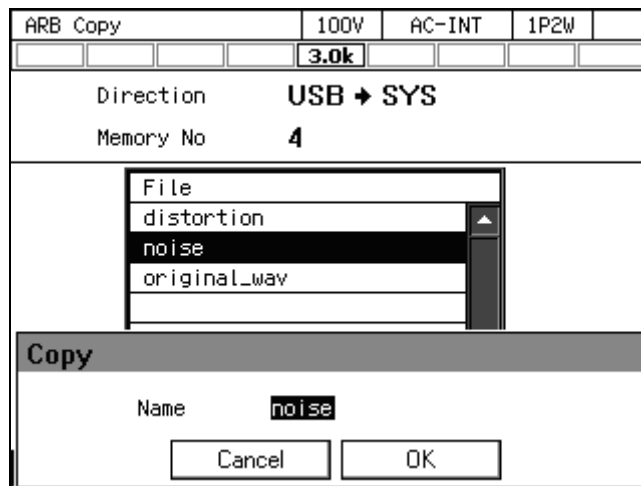 ARB Copy 100V AC-INT 1P2W
3.0k
Direction USB → SYS
Memory No 4
File
distortion
noise
original_wav
Copy
Name noise
Cancel OK